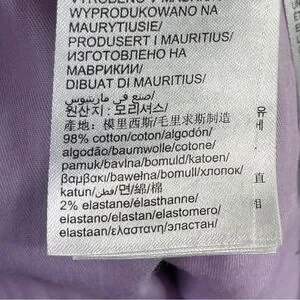 WYPRODUKOWANO NA
MAURYTIUSIE/
PRODUSERT I MAURITIUS/
ИЗГОТОВЛЕНО НА
МАВРИКИИ/
DIBUAT DI MAURITIUS/
صنع في ماريشيوس/
원산지: 모리셔스/
產地: 模里西斯/毛里求斯制造
98% cotton/coton/algodón/
algodão/baumwolle/cotone/
pamuk/bavlna/bomuld/katoen/
βαμβακι/bawełna/bomull/хлопок/
katun/قطن/면/綿/棉
2% elastane/élasthanne/
elastano/elastan/elastomero/
elastaan/ελαστανη/эластан/
유